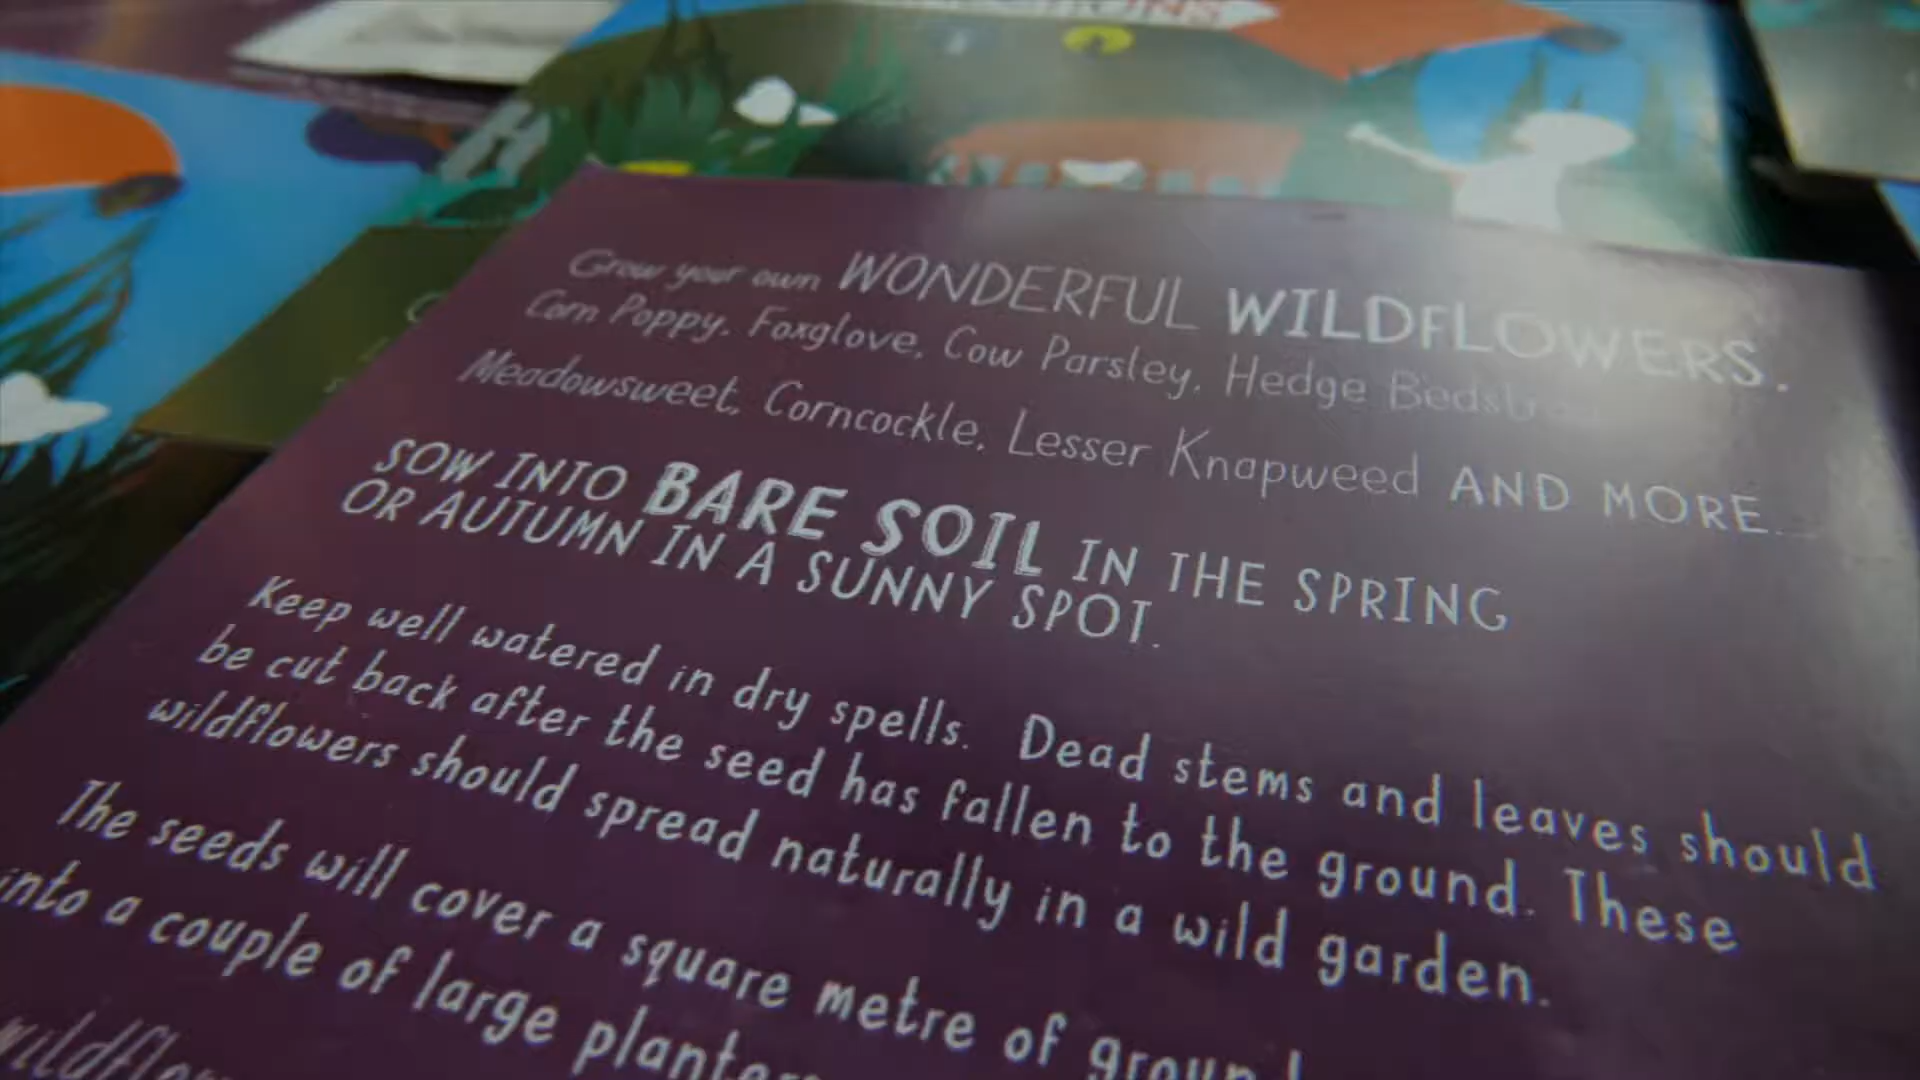 Grow your own WONDERFUL WILDFLOWERS.
Corn Poppy, Foxglove, Cow Parsley, Hedge
Meadowsweet, Corncockle, Lesser Knapweed AND MORE...
SOW INTO BARE SOIL IN THE SPRING
OR AUTUMN IN A SUNNY SPOT.
Keep well watered in dry spells. Dead stems and leaves should
be cut back after the seed has fallen to the ground. These
wildflowers should spread naturally in a wild garden.
The seeds will cover a square metre of
into a couple of large